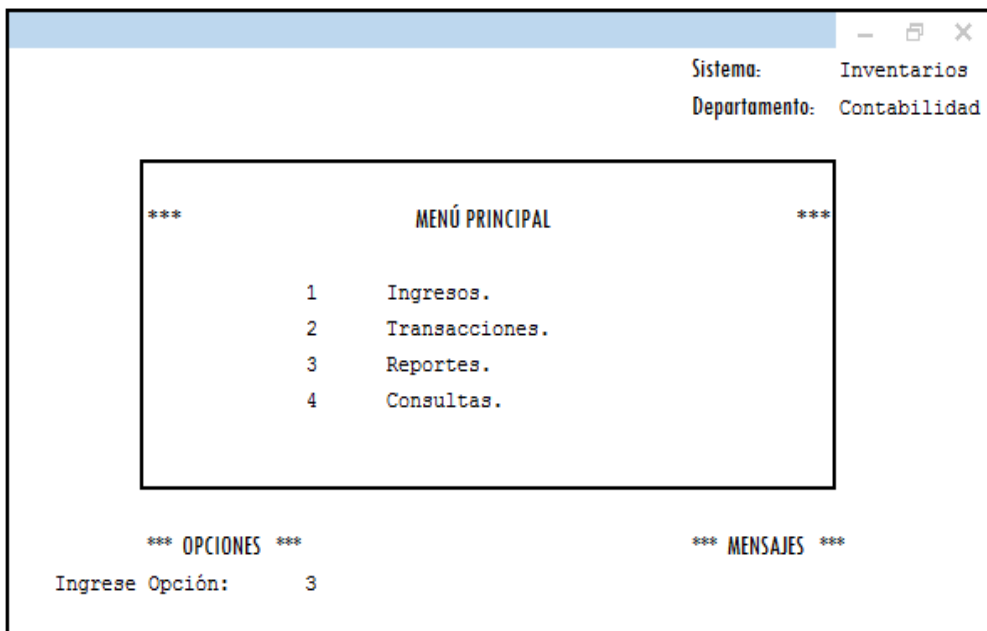 Sistema: Inventarios
Departamento: Contabilidad
*** MENÚ PRINCIPAL ***
1 Ingresos.
2 Transacciones.
3 Reportes.
4 Consultas.
*** OPCIONES *** *** MENSAJES ***
Ingrese Opción: 3